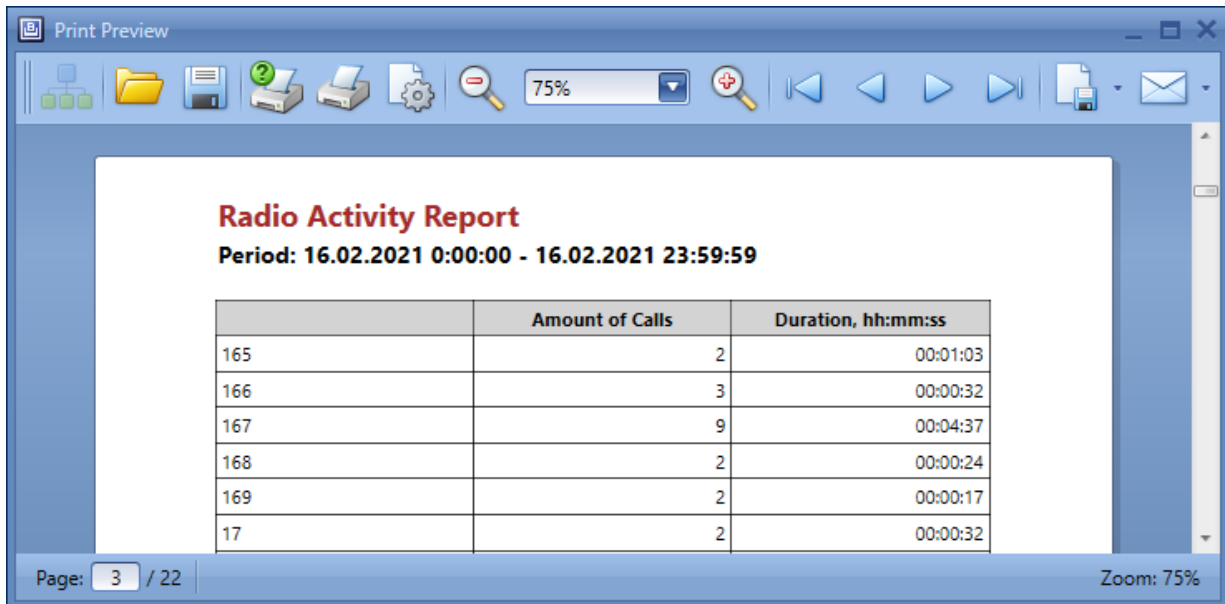 Print Preview
75%
Radio Activity Report
Period: 16.02.2021 0:00:00 - 16.02.2021 23:59:59
Amount of Calls Duration, hh:mm:ss
165 2 00:01:03
166 3 00:00:32
167 9 00:04:37
168 2 00:00:24
169 2 00:00:17
17 2 00:00:32
Page: 3 / 22 Zoom: 75%